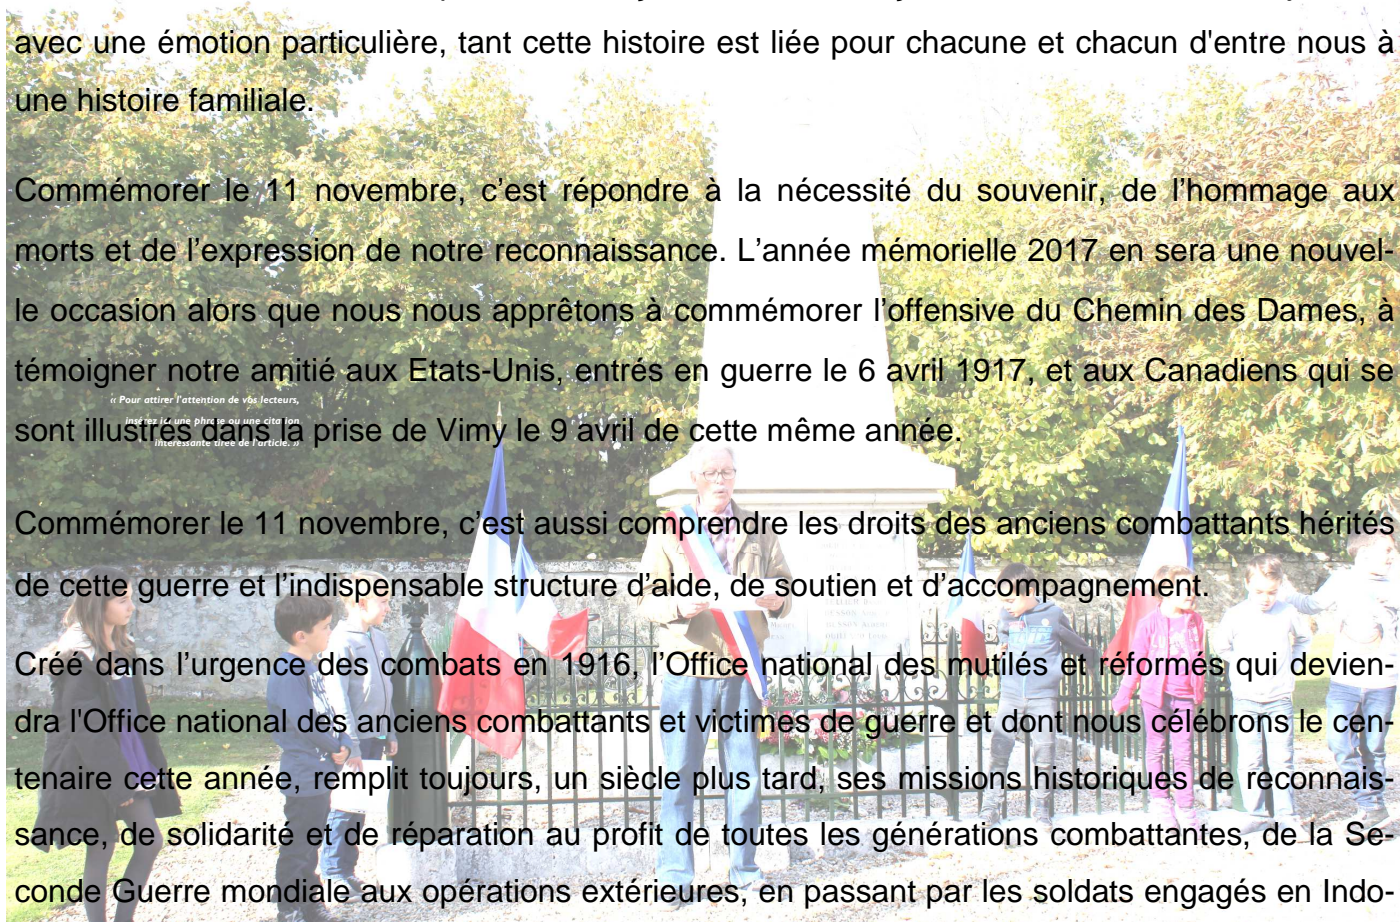 avec une émotion particulière, tant cette histoire est liée pour chacune et chacun d'entre nous à
une histoire familiale.
Commémorer le 11 novembre, c’est répondre à la nécessité du souvenir, de l’hommage aux
morts et de l’expression de notre reconnaissance. L’année mémorielle 2017 en sera une nouvel-
le occasion alors que nous nous apprêtons à commémorer l’offensive du Chemin des Dames, à
témoigner notre amitié aux Etats-Unis, entrés en guerre le 6 avril 1917, et aux Canadiens qui se
« Pour attirer l'attention de vos lecteurs,
insérez ici une phrase ou une citation
intéressante tirée de l'article. »
sont illustrés dans la prise de Vimy le 9 avril de cette même année.
Commémorer le 11 novembre, c’est aussi comprendre les droits des anciens combattants hérités
de cette guerre et l’indispensable structure d’aide, de soutien et d’accompagnement.
Créé dans l’urgence des combats en 1916, l’Office national des mutilés et réformés qui devien-
dra l'Office national des anciens combattants et victimes de guerre et dont nous célébrons le cen-
tenaire cette année, remplit toujours, un siècle plus tard, ses missions historiques de reconnais-
sance, de solidarité et de réparation au profit de toutes les générations combattantes, de la Se-
conde Guerre mondiale aux opérations extérieures, en passant par les soldats engagés en Indo-